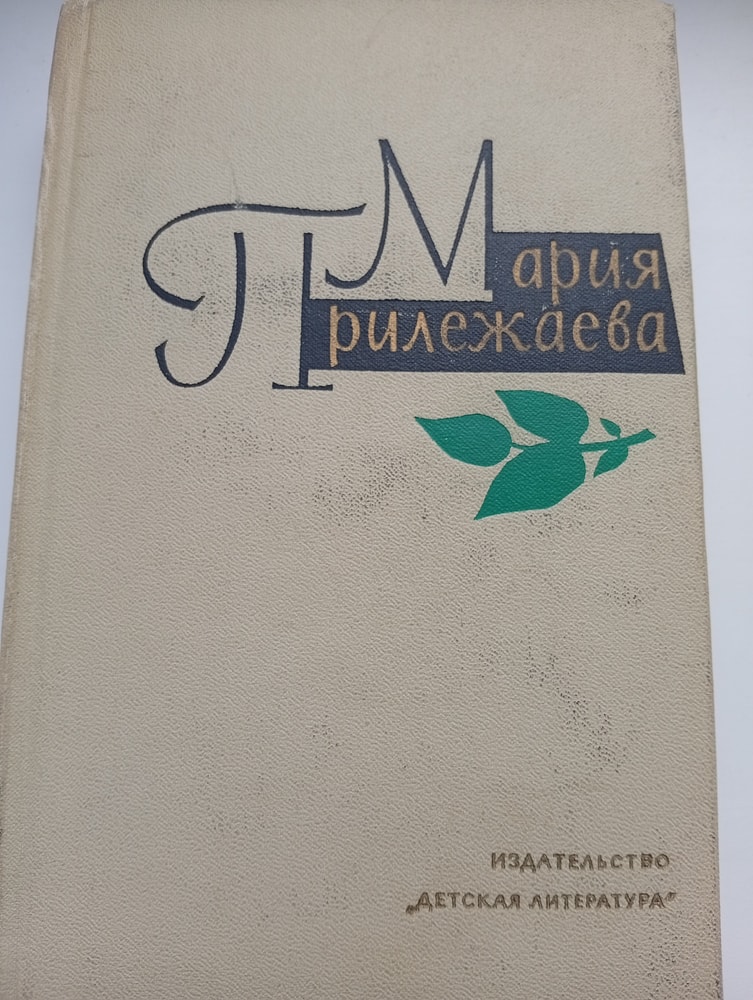 Мария
Прилежаева
ИЗДАТЕЛЬСТВО
„ДЕТСКАЯ ЛИТЕРАТУРА"